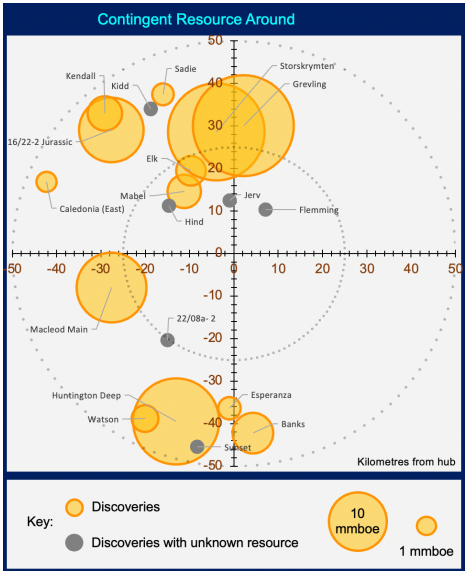 Contingent Resource Around
50
Storskrymten
Sadie
Kendall
Kidd
40
Grevling
30
16/22-2 Jurassic
Elk
20
Mabel
Jerv
Caledonia (East)
10
Flemming
Hind
0
-50 -40 -30 -20 -10 0 10 20 30 40 50
-10
Macleod Main
22/08a- 2
-20
-30
Huntington Deep
Esperanza
Watson
-40
Banks
Sunset
-50
Kilometres from hub
Key:
Discoveries
Discoveries with unknown resource
10
mmboe
1 mmboe